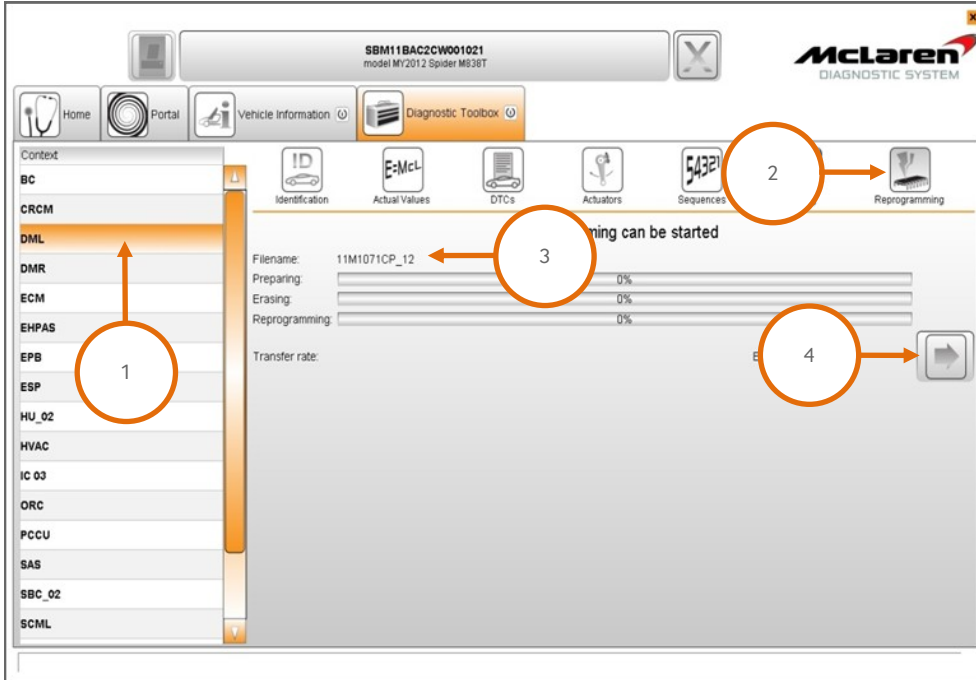 SBM11BAC2CW001021
model MY2012 Spider M838T
X
McLaren
DIAGNOSTIC SYSTEM
Home
Portal
Vehicle Information
Diagnostic Toolbox
Context
BC
CRCM
DML
DMR
ECM
EHPAS
EPB
ESP
HU_02
HVAC
IC 03
ORC
PCCU
SAS
SBC_02
SCML
ID
Identification
E=McL
Actual Values
DTCs
Actuators
54321
Sequences
Reprogramming
ming can be started
Filename: 11M1071CP_12
Preparing: 0%
Erasing: 0%
Reprogramming: 0%
Transfer rate:
1
2
3
4